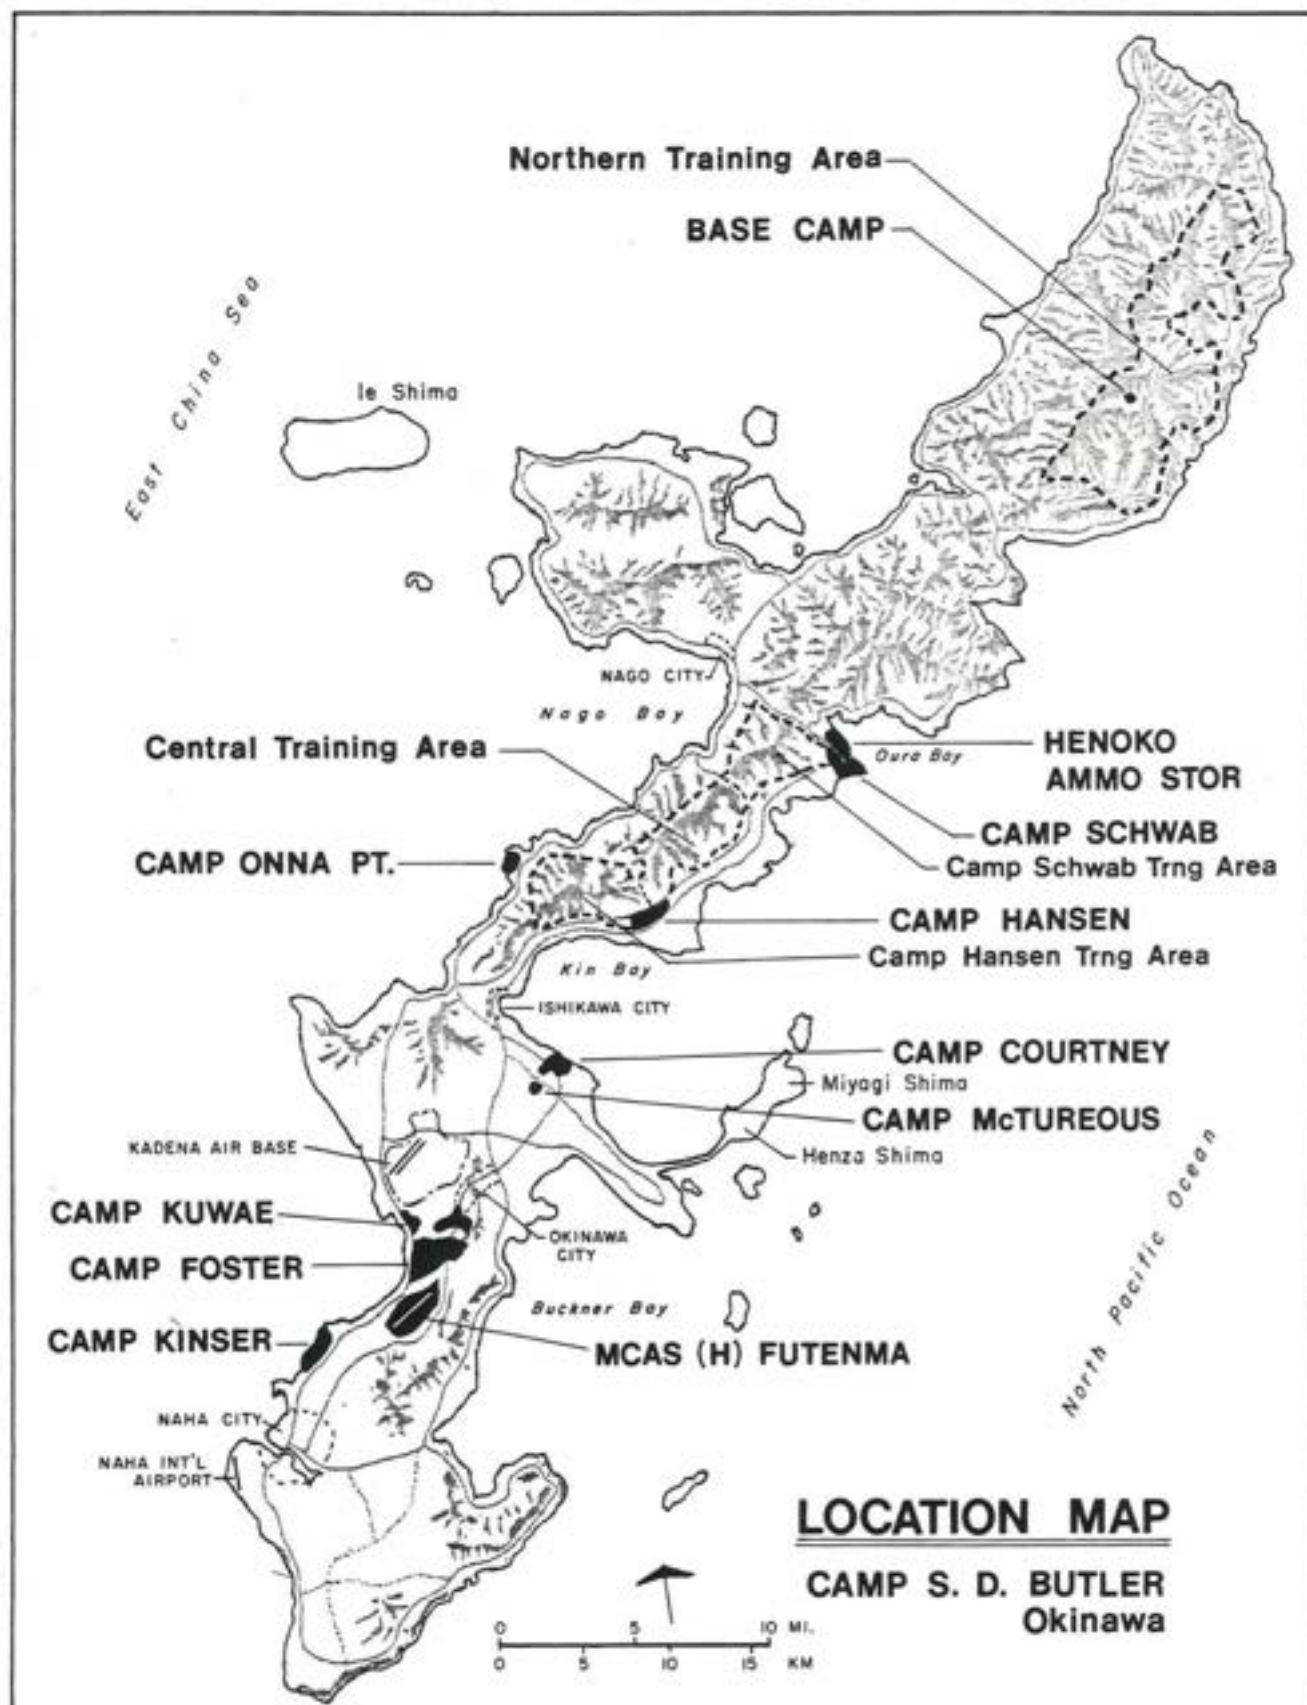 Northern Training Area
BASE CAMP
East China Sea
Ie Shima
NAGO CITY
Nago Bay
Central Training Area
Oura Bay
HENOKO
AMMO STOR
CAMP SCHWAB
Camp Schwab Trng Area
CAMP ONNA PT.
CAMP HANSEN
Camp Hansen Trng Area
Kin Bay
ISHIKAWA CITY
CAMP COURTNEY
Miyagi Shima
CAMP McTUREOUS
KADENA AIR BASE
Henza Shima
CAMP KUWAE
OKINAWA
CITY
CAMP FOSTER
North Pacific Ocean
Buckner Bay
CAMP KINSER
MCAS (H) FUTENMA
NAHA CITY
NAHA INT'L
AIRPORT
LOCATION MAP
CAMP S. D. BUTLER
Okinawa
0 5 10 MI.
0 5 10 15 KM